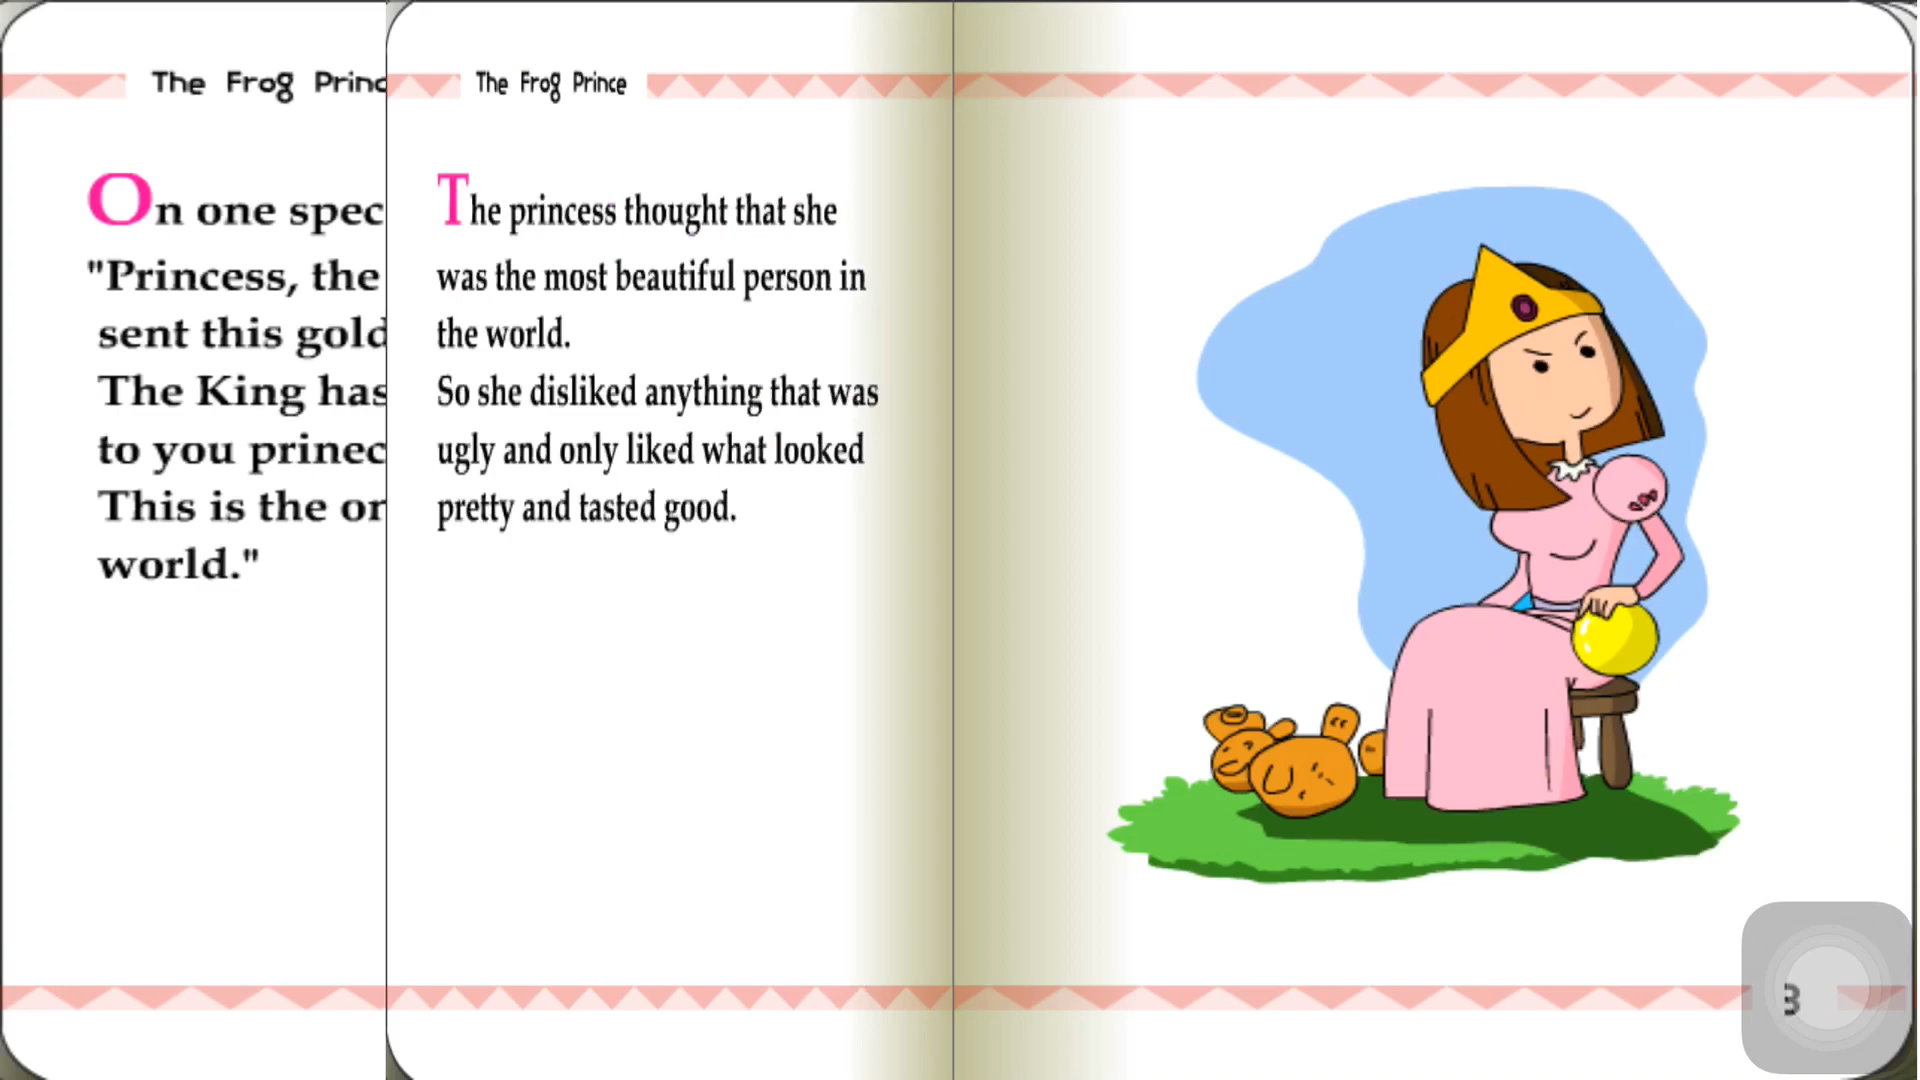 The Frog Princ
On one spec
"Princess, the
sent this gold
The King has
to you prinec
This is the or
world."
The Frog Prince
The princess thought that she
was the most beautiful person in
the world.
So she disliked anything that was
ugly and only liked what looked
pretty and tasted good.
3